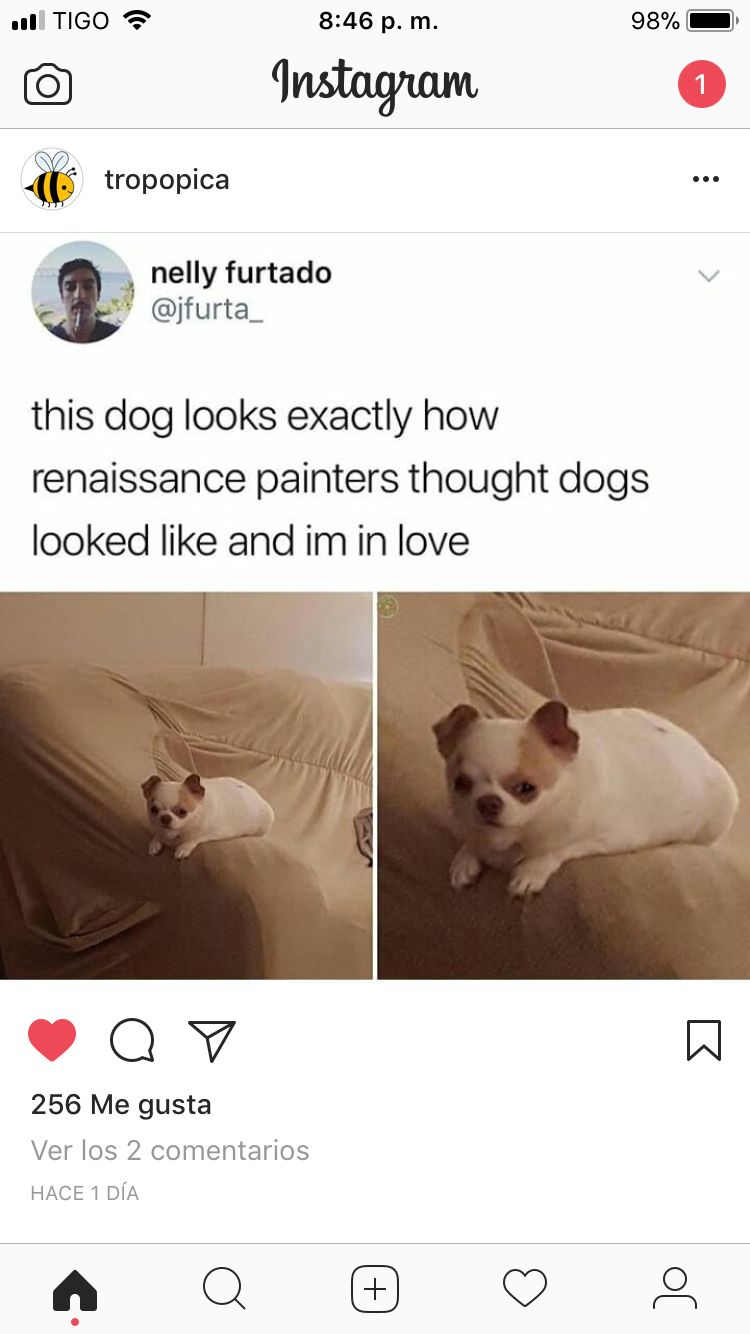 TIGO 8:46 p. m. 98%
Instagram 1
tropopica
nelly furtado
@jfurta_
this dog looks exactly how
renaissance painters thought dogs
looked like and im in love
256 Me gusta
Ver los 2 comentarios
HACE 1 DÍA